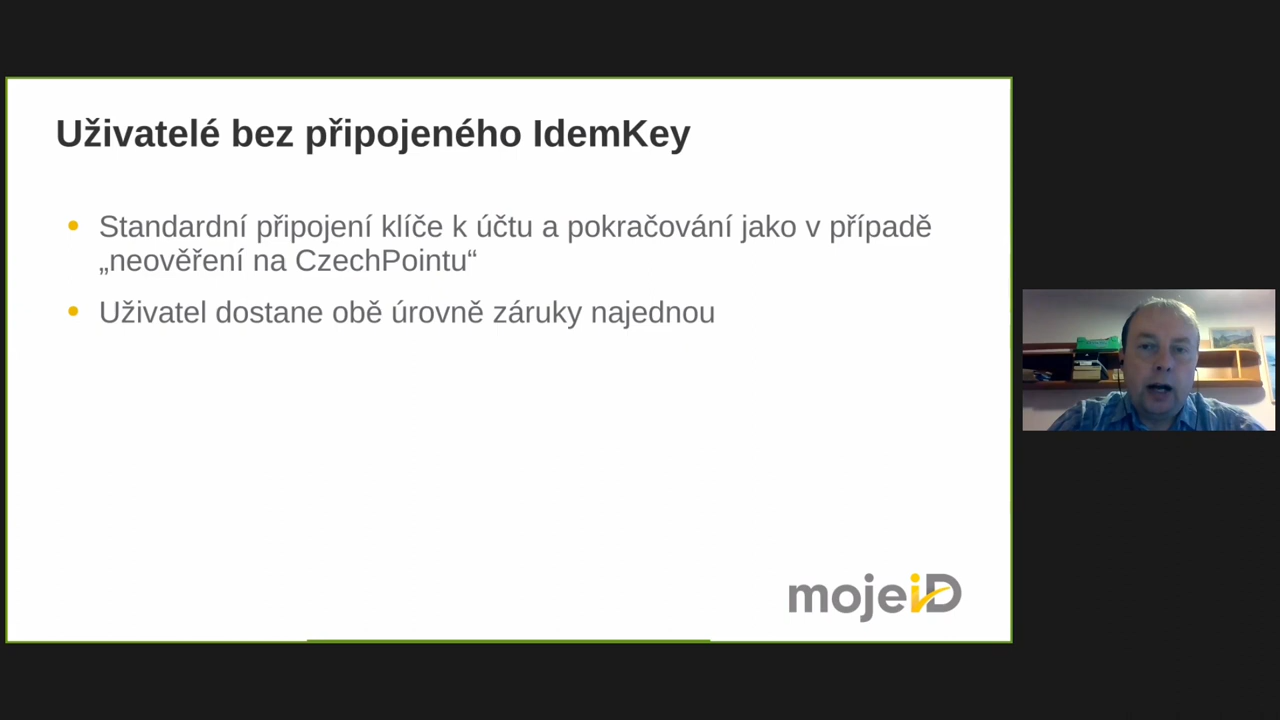 Uživatelé bez připojeného IdemKey
Standardní připojení klíče k účtu a pokračování jako v případě
„neověření na CzechPointu“
Uživatel dostane obě úrovně záruky najednou
mojeiD